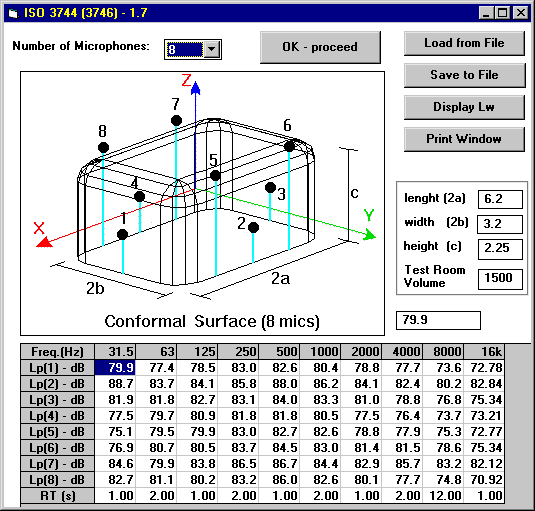 ISO 3744 (3746) - 1.7
Number of Microphones: 8 OK - proceed
Load from File
Save to File
Display Lw
Print Window
Z
7
8
6
5
4
3
X
1
2
Y
c
2b
2a
Conformal Surface (8 mics)
lenght (2a) 6.2
width (2b) 3.2
height (c) 2.25
Test Room Volume 1500
79.9
Freq.(Hz) 31.5 63 125 250 500 1000 2000 4000 8000 16k
Lp(1) - dB 79.9 77.4 78.5 83.0 82.6 80.4 78.8 77.7 73.6 72.78
Lp(2) - dB 88.7 83.7 84.1 85.8 88.0 86.2 84.1 82.4 80.2 82.84
Lp(3) - dB 81.9 81.8 82.7 83.1 84.0 83.3 81.0 78.8 76.8 75.34
Lp(4) - dB 77.5 79.7 80.9 81.8 81.8 80.5 77.5 76.4 73.7 73.21
Lp(5) - dB 75.1 79.5 79.9 83.0 82.7 82.6 78.8 77.9 75.3 72.77
Lp(6) - dB 76.9 80.7 80.5 83.7 84.5 83.0 81.4 81.5 78.6 75.34
Lp(7) - dB 84.6 79.9 83.8 86.5 86.7 84.4 82.9 85.7 83.2 82.12
Lp(8) - dB 82.7 81.1 80.2 83.2 86.0 82.6 80.1 77.7 74.8 70.92
RT (s) 1.00 2.00 1.00 2.00 1.00 1.00 1.00 2.00 12.00 1.00